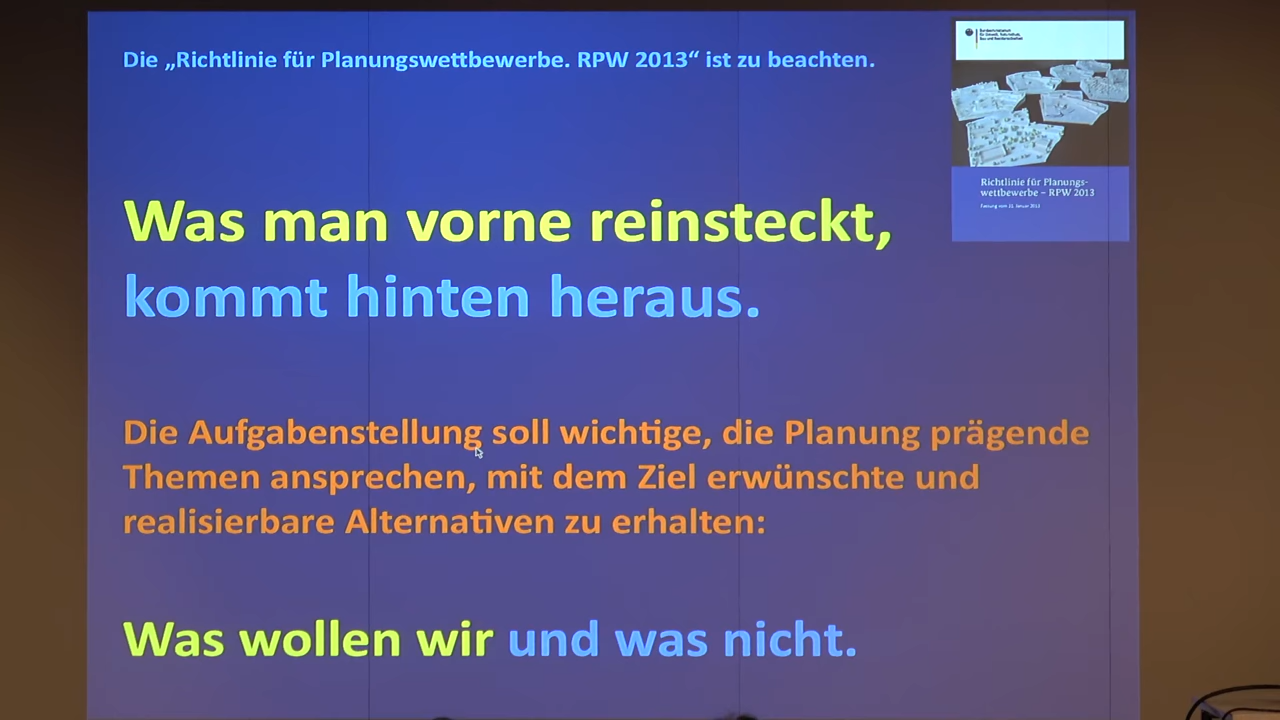 Die „Richtlinie für Planungswettbewerbe. RPW 2013“ ist zu beachten.
Was man vorne reinsteckt,
kommt hinten heraus.
Die Aufgabenstellung soll wichtige, die Planung prägende
Themen ansprechen, mit dem Ziel erwünschte und
realisierbare Alternativen zu erhalten:
Was wollen wir und was nicht.
Richtlinie für Planungs-
wettbewerbe – RPW 2013